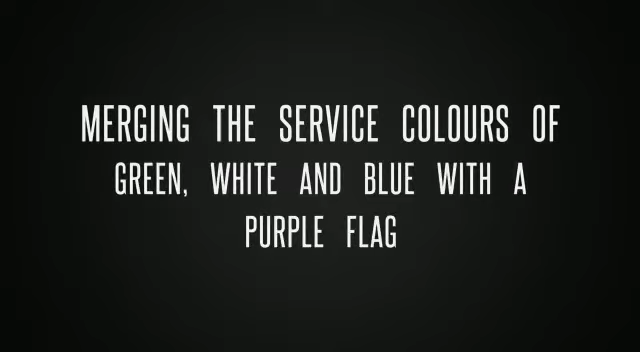 MERGING THE SERVICE COLOURS OF
GREEN, WHITE AND BLUE WITH A
PURPLE FLAG